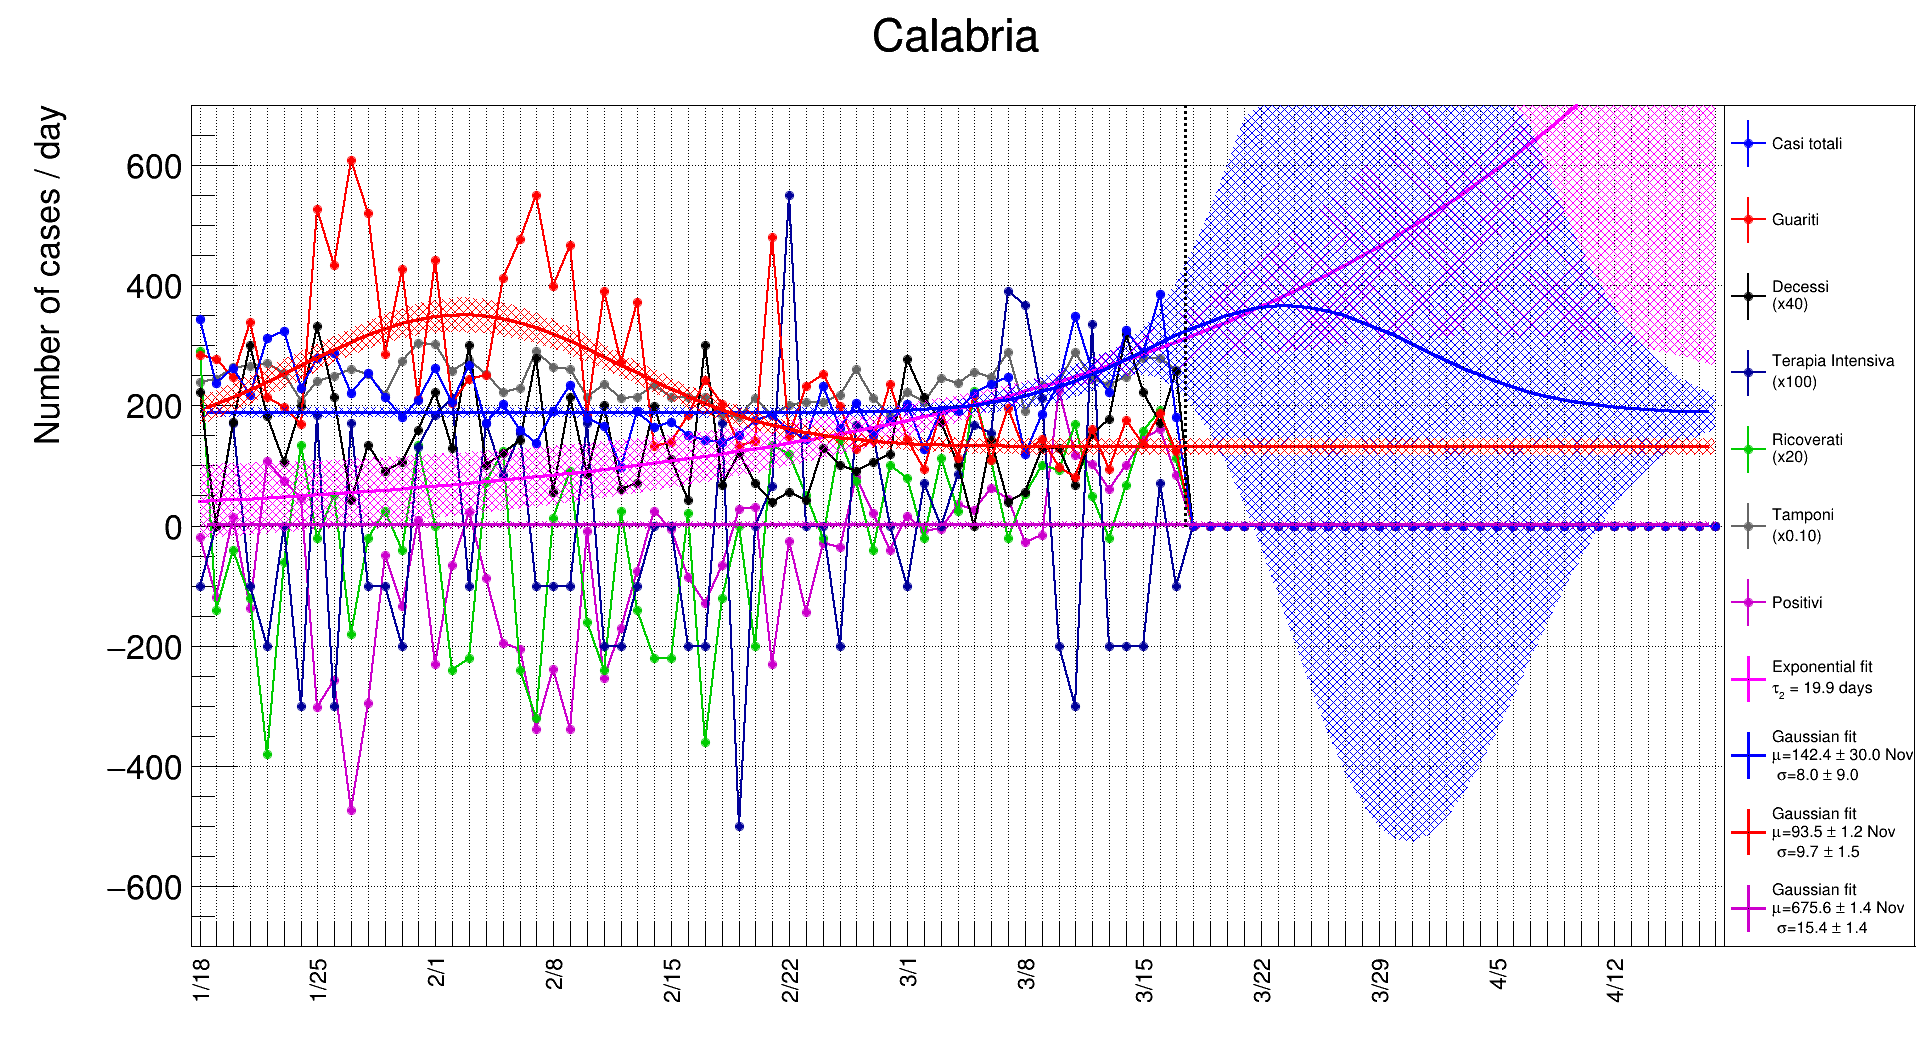 Calabria
Number of cases / day
600
400
200
0
−200
−400
−600
1/18
1/25
2/1
2/8
2/15
2/22
3/1
3/8
3/15
3/22
3/29
4/5
4/12
Casi totali
Guariti
Decessi
(x40)
Terapia Intensiva
(x100)
Ricoverati
(x20)
Tamponi
(x0.10)
Positivi
Exponential fit
τ2 = 19.9 days
Gaussian fit
μ=142.4 ± 30.0 Nov
σ=8.0 ± 9.0
Gaussian fit
μ=93.5 ± 1.2 Nov
σ=9.7 ± 1.5
Gaussian fit
μ=675.6 ± 1.4 Nov
σ=15.4 ± 1.4